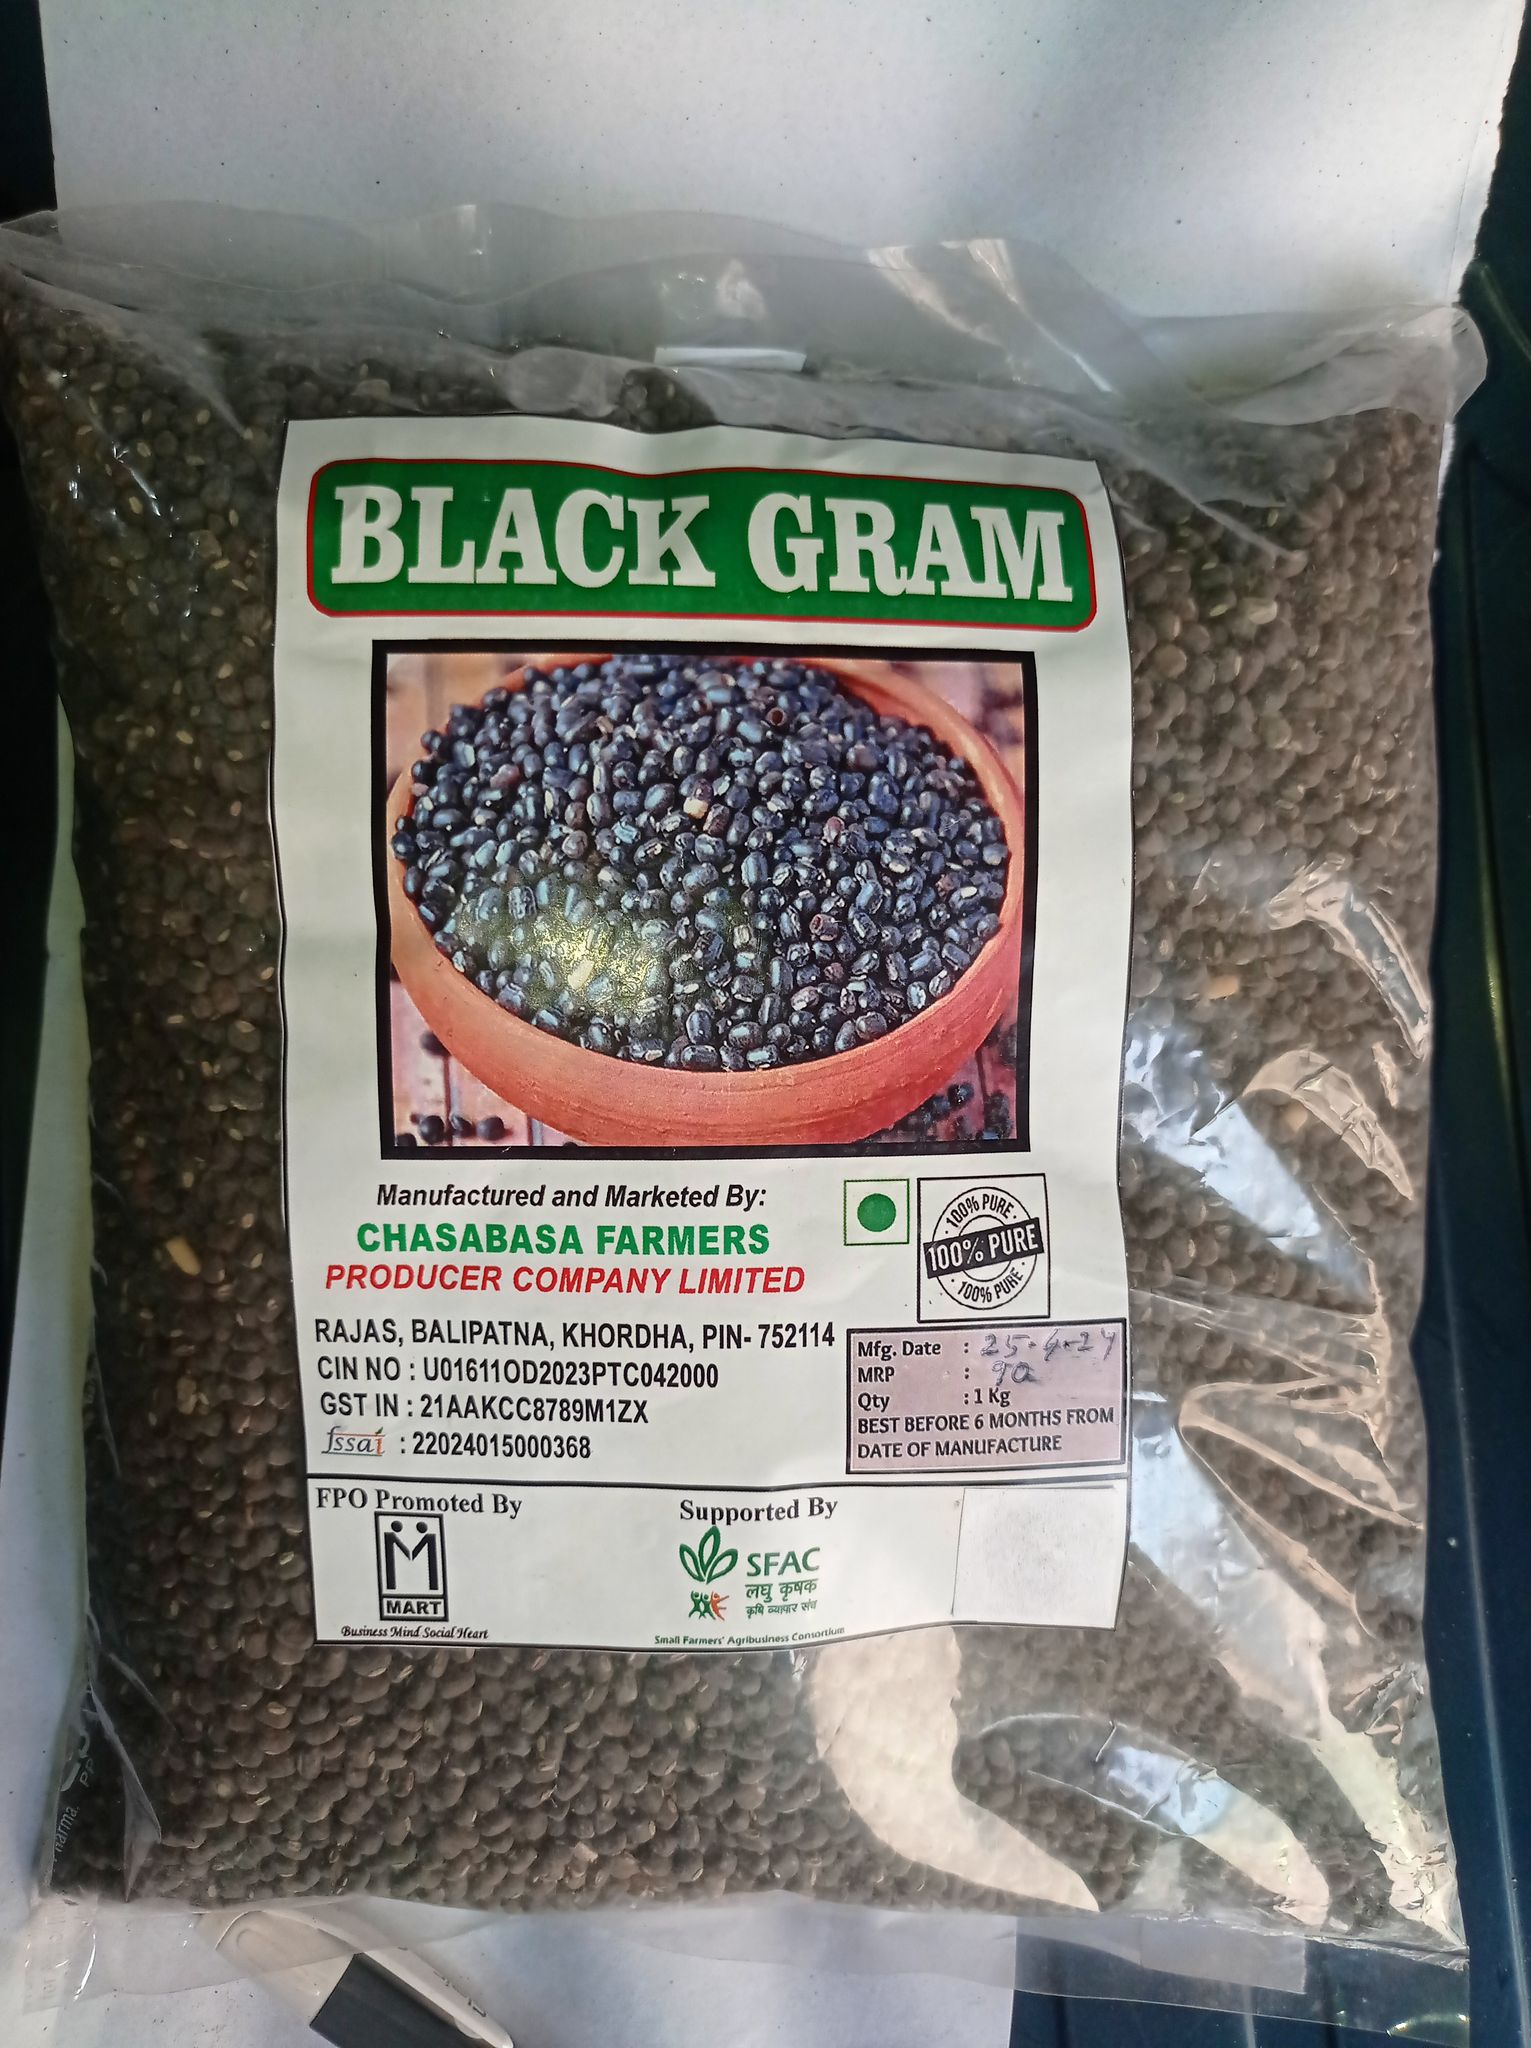 BLACK GRAM
Manufactured and Marketed By:
CHASABASA FARMERS
PRODUCER COMPANY LIMITED
100% PURE
100% PURE
100% PURE
RAJAS, BALIPATNA, KHORDHA, PIN- 752114
CIN NO : U01611OD2023PTC042000
GST IN : 21AAKCC8789M1ZX
fssai : 22024015000368
Mfg. Date : 25-4-24
MRP : 90
Qty : 1 Kg
BEST BEFORE 6 MONTHS FROM
DATE OF MANUFACTURE
FPO Promoted By
MART
Business Mind Social Heart
Supported By
SFAC
लघु कृषक
कृषि व्यापार संघ
Small Farmers' Agribusiness Consortium